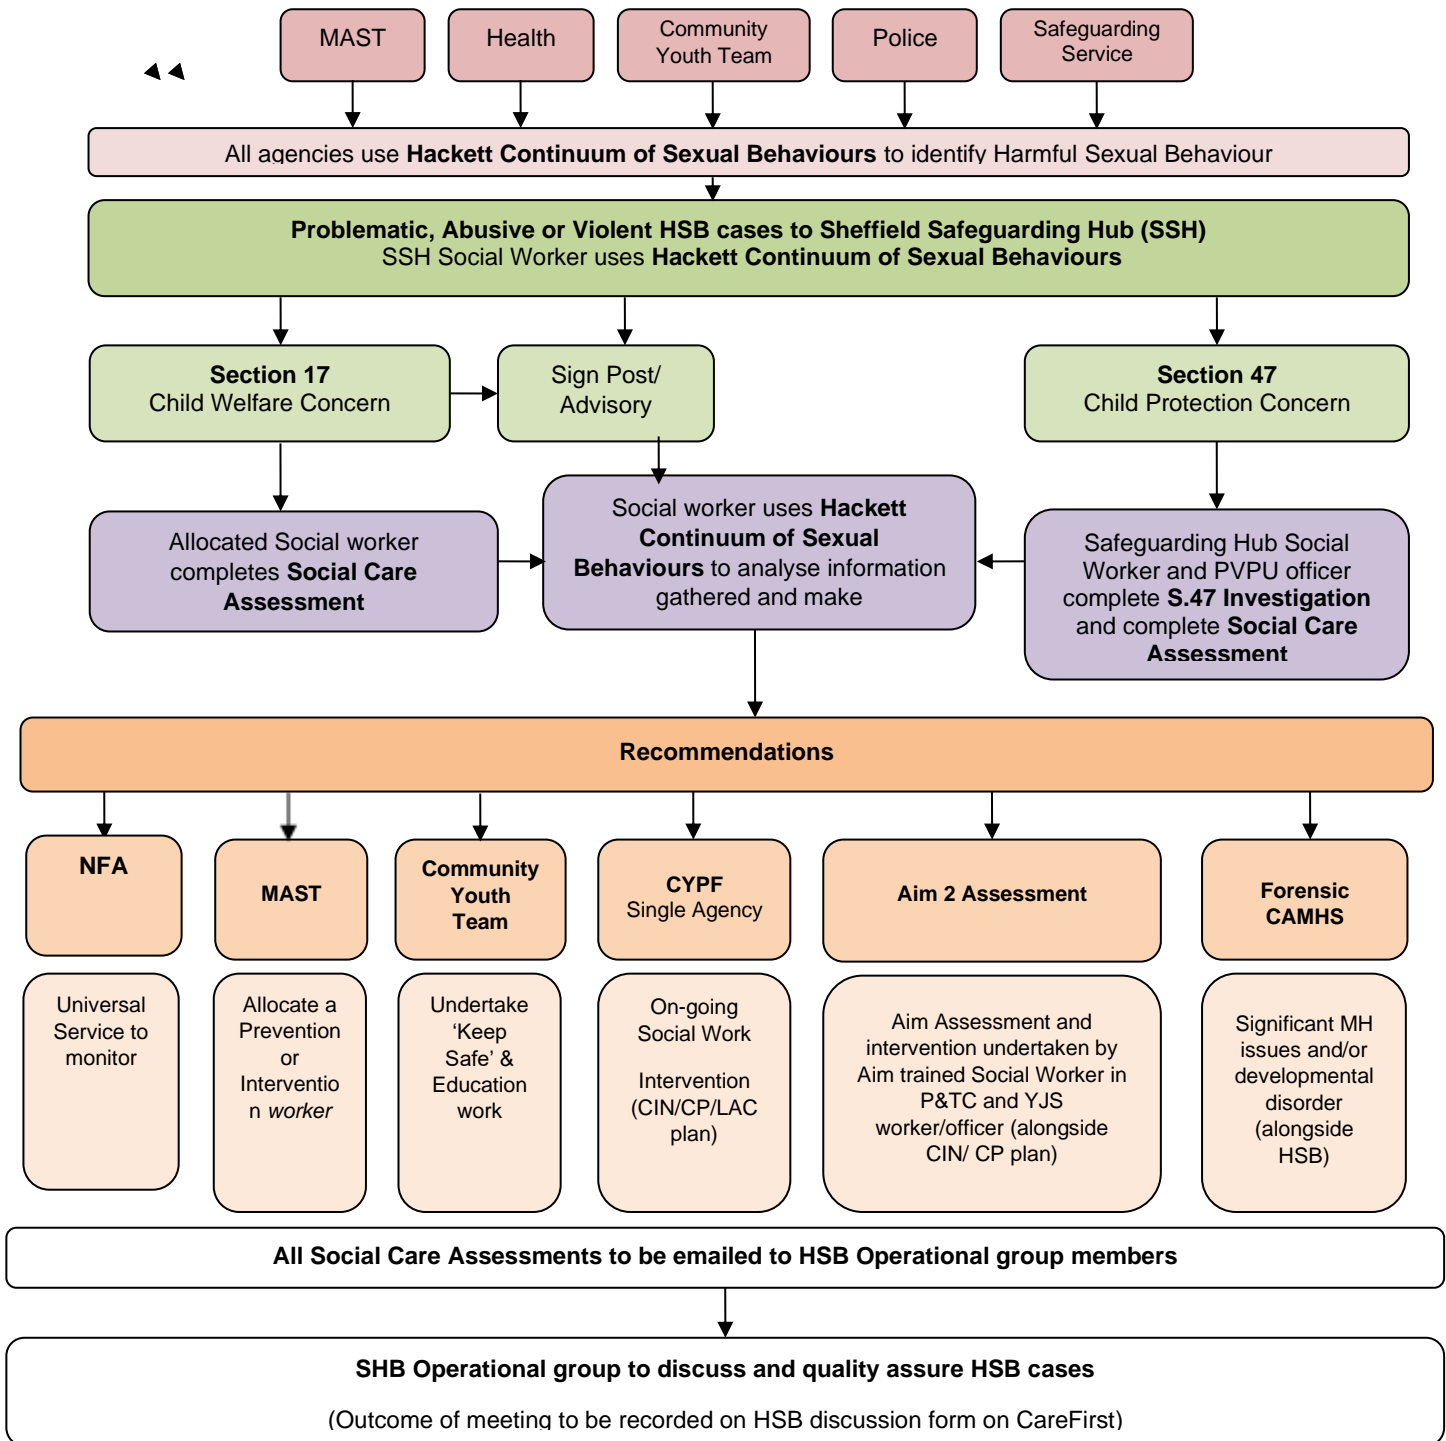 MAST
Health
Community
Youth Team
Police
Safeguarding
Service
All agencies use Hackett Continuum of Sexual Behaviours to identify Harmful Sexual Behaviour
Problematic, Abusive or Violent HSB cases to Sheffield Safeguarding Hub (SSH)
SSH Social Worker uses Hackett Continuum of Sexual Behaviours
Section 17
Child Welfare Concern
Sign Post/
Advisory
Section 47
Child Protection Concern
Allocated Social worker
completes Social Care
Assessment
Social worker uses Hackett
Continuum of Sexual
Behaviours to analyse information
gathered and make
Safeguarding Hub Social
Worker and PVPU officer
complete S.47 Investigation
and complete Social Care
Assessment
Recommendations
NFA
MAST
Community
Youth
Team
CYPF
Single Agency
Aim 2 Assessment
Forensic
CAMHS
Universal
Service to
monitor
Allocate a
Prevention
or
Interventio
n worker
Undertake
‘Keep
Safe’ &
Education
work
On-going
Social Work
Intervention
(CIN/CP/LAC
plan)
Aim Assessment and
intervention undertaken by
Aim trained Social Worker in
P&TC and YJS
worker/officer (alongside
CIN/ CP plan)
Significant MH
issues and/or
developmental
disorder
(alongside
HSB)
All Social Care Assessments to be emailed to HSB Operational group members
SHB Operational group to discuss and quality assure HSB cases
(Outcome of meeting to be recorded on HSB discussion form on CareFirst)